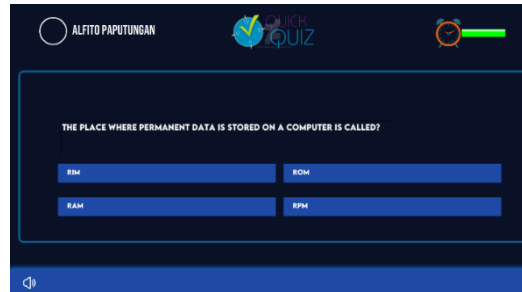 ALFITO PAPUTUNGAN
QUICK
QUIZ
THE PLACE WHERE PERMANENT DATA IS STORED ON A COMPUTER IS CALLED?
RIM
ROM
RAM
RPM